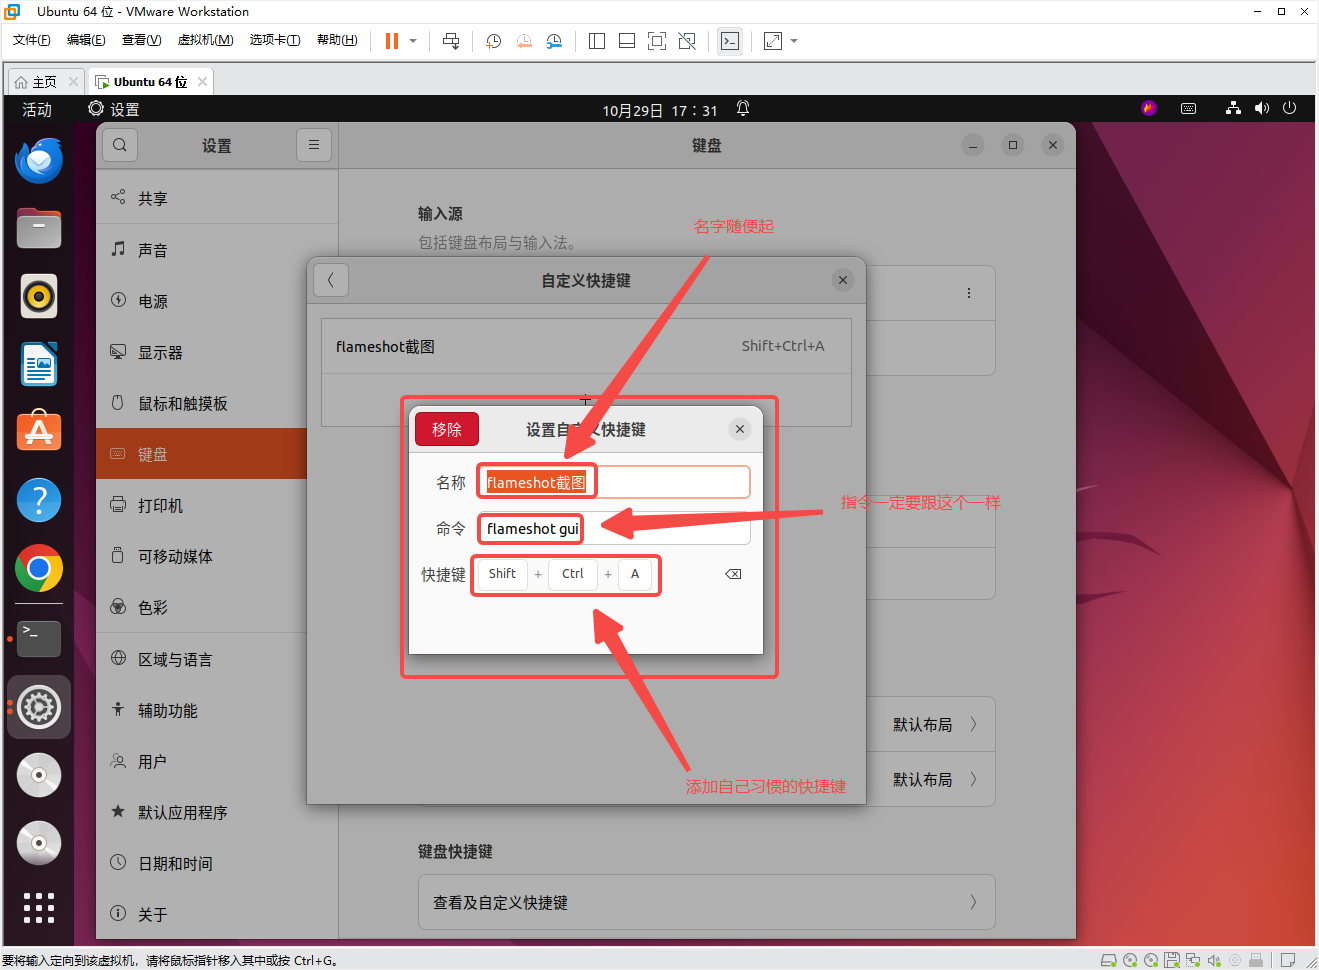 Ubuntu 64 位 - VMware Workstation
文件(F) 编辑(E) 查看(V) 虚拟机(M) 选项卡(T) 帮助(H)
主页
Ubuntu 64 位
活动
设置
10月29日 17：31
设置
键盘
共享
声音
电源
显示器
鼠标和触摸板
键盘
打印机
可移动媒体
色彩
区域与语言
辅助功能
用户
默认应用程序
日期和时间
关于
输入源
包括键盘布局与输入法。
名字随便起
自定义快捷键
flameshot截图
Shift+Ctrl+A
移除
设置自定义快捷键
名称
flameshot截图
命令
flameshot gui
快捷键
Shift + Ctrl + A
指令一定要跟这个一样
添加自己习惯的快捷键
默认布局
默认布局
键盘快捷键
查看及自定义快捷键
要将输入定向到该虚拟机，请将鼠标指针移入其中或按 Ctrl+G。